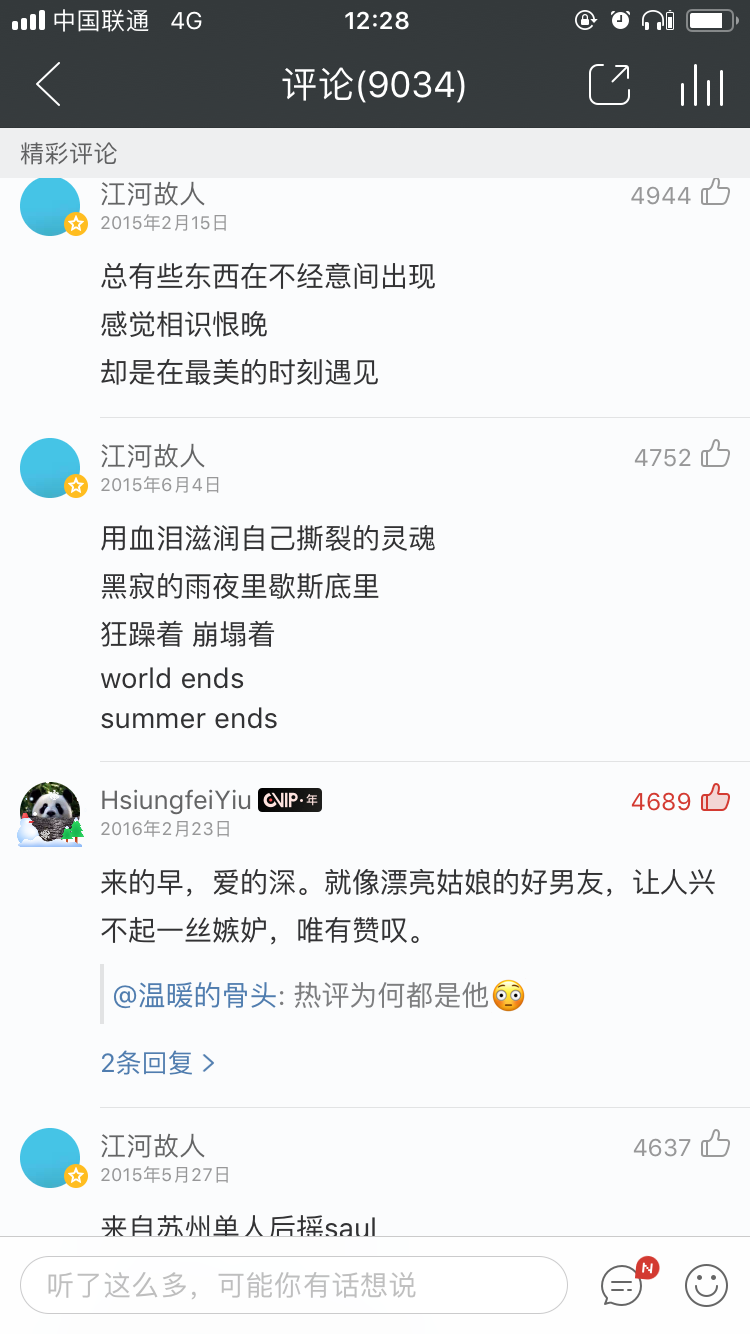 中国联通 4G 12:28
评论(9034)
精彩评论
江河故人 4944
2015年2月15日
总有些东西在不经意间出现
感觉相识恨晚
却是在最美的时刻遇见
江河故人 4752
2015年6月4日
用血泪滋润自己撕裂的灵魂
黑寂的雨夜里歇斯底里
狂躁着 崩塌着
world ends
summer ends
HsiungfeiYiu VIP·年 4689
2016年2月23日
来的早，爱的深。就像漂亮姑娘的好男友，让人兴
不起一丝嫉妒，唯有赞叹。
@温暖的骨头: 热评为何都是他😳
2条回复
江河故人 4637
2015年5月27日
来自苏州单人后摇saul
听了这么多，可能你有话想说
N